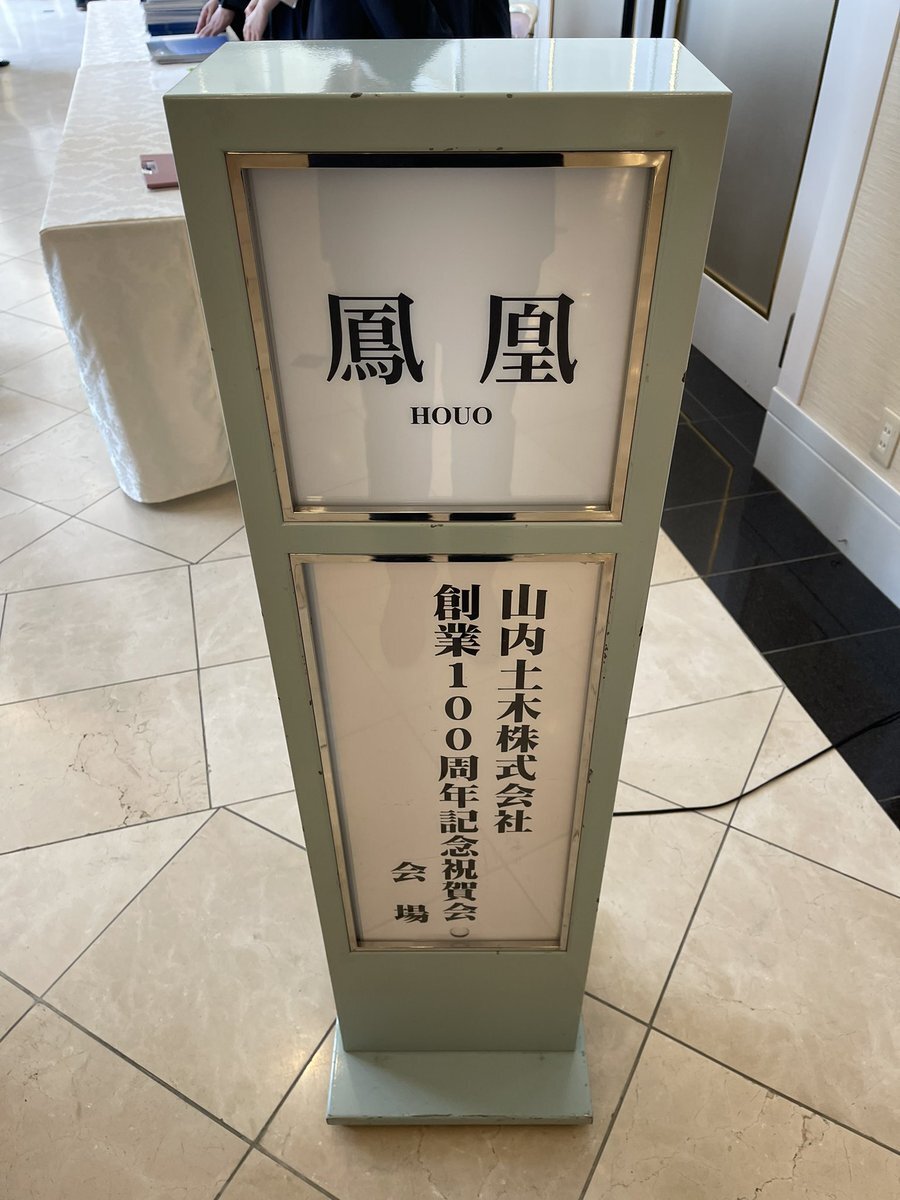 鳳凰
HOUO
山内土木株式会社
創業100周年記念祝賀会
会場